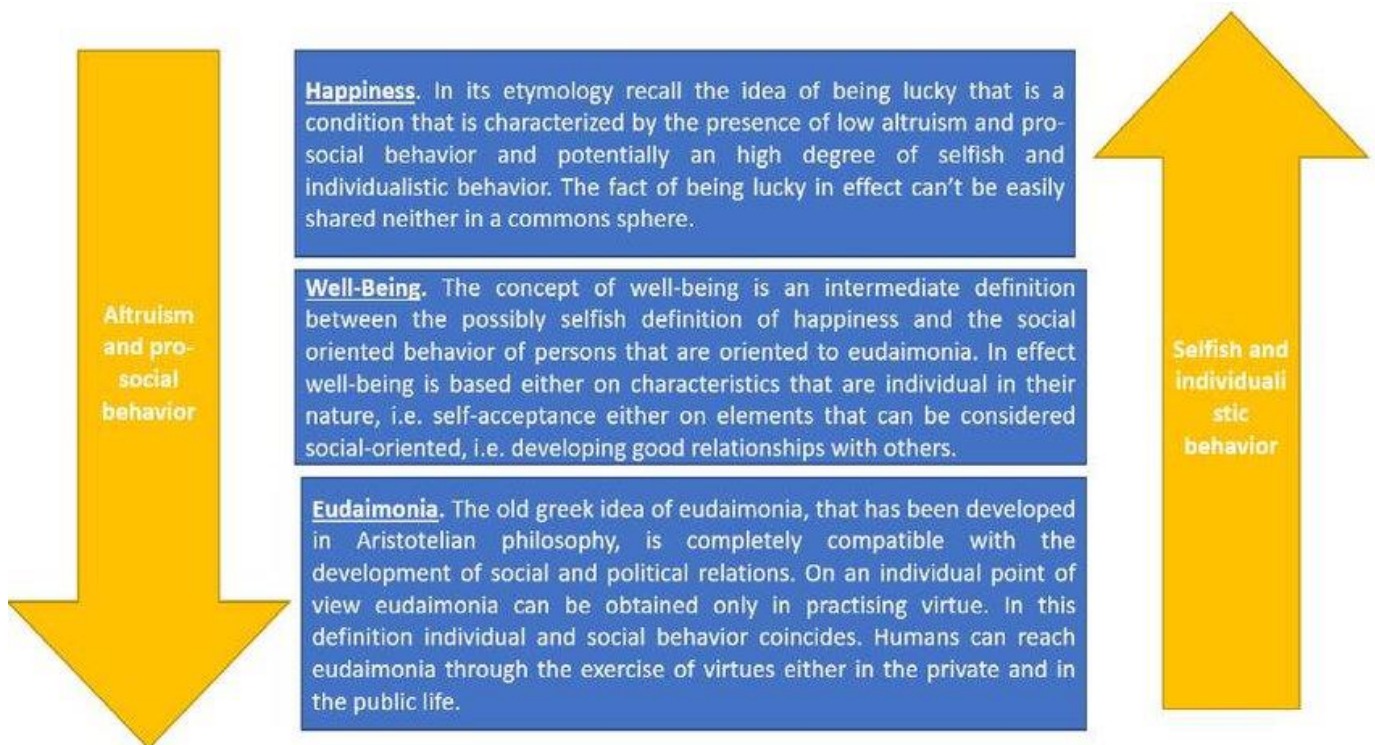 Happiness. In its etymology recall the idea of being lucky that is a
condition that is characterized by the presence of low altruism and pro-
social behavior and potentially an high degree of selfish and
individualistic behavior. The fact of being lucky in effect can't be easily
shared neither in a commons sphere.
Well-Being. The concept of well-being is an intermediate definition
between the possibly selfish definition of happiness and the social
oriented behavior of persons that are oriented to eudaimonia. In effect
well-being is based either on characteristics that are individual in their
nature, i.e. self-acceptance either on elements that can be considered
social-oriented, i.e. developing good relationships with others.
Altruism
and pro-
social
behavior
Selfish and
individuali
stic
behavior
Eudaimonia. The old greek idea of eudaimonia, that has been developed
in Aristotelian philosophy, is completely compatible with the
development of social and political relations. On an individual point of
view eudaimonia can be obtained only in practising virtue. In this
definition individual and social behavior coincides. Humans can reach
eudaimonia through the exercise of virtues either in the private and in
the public life.